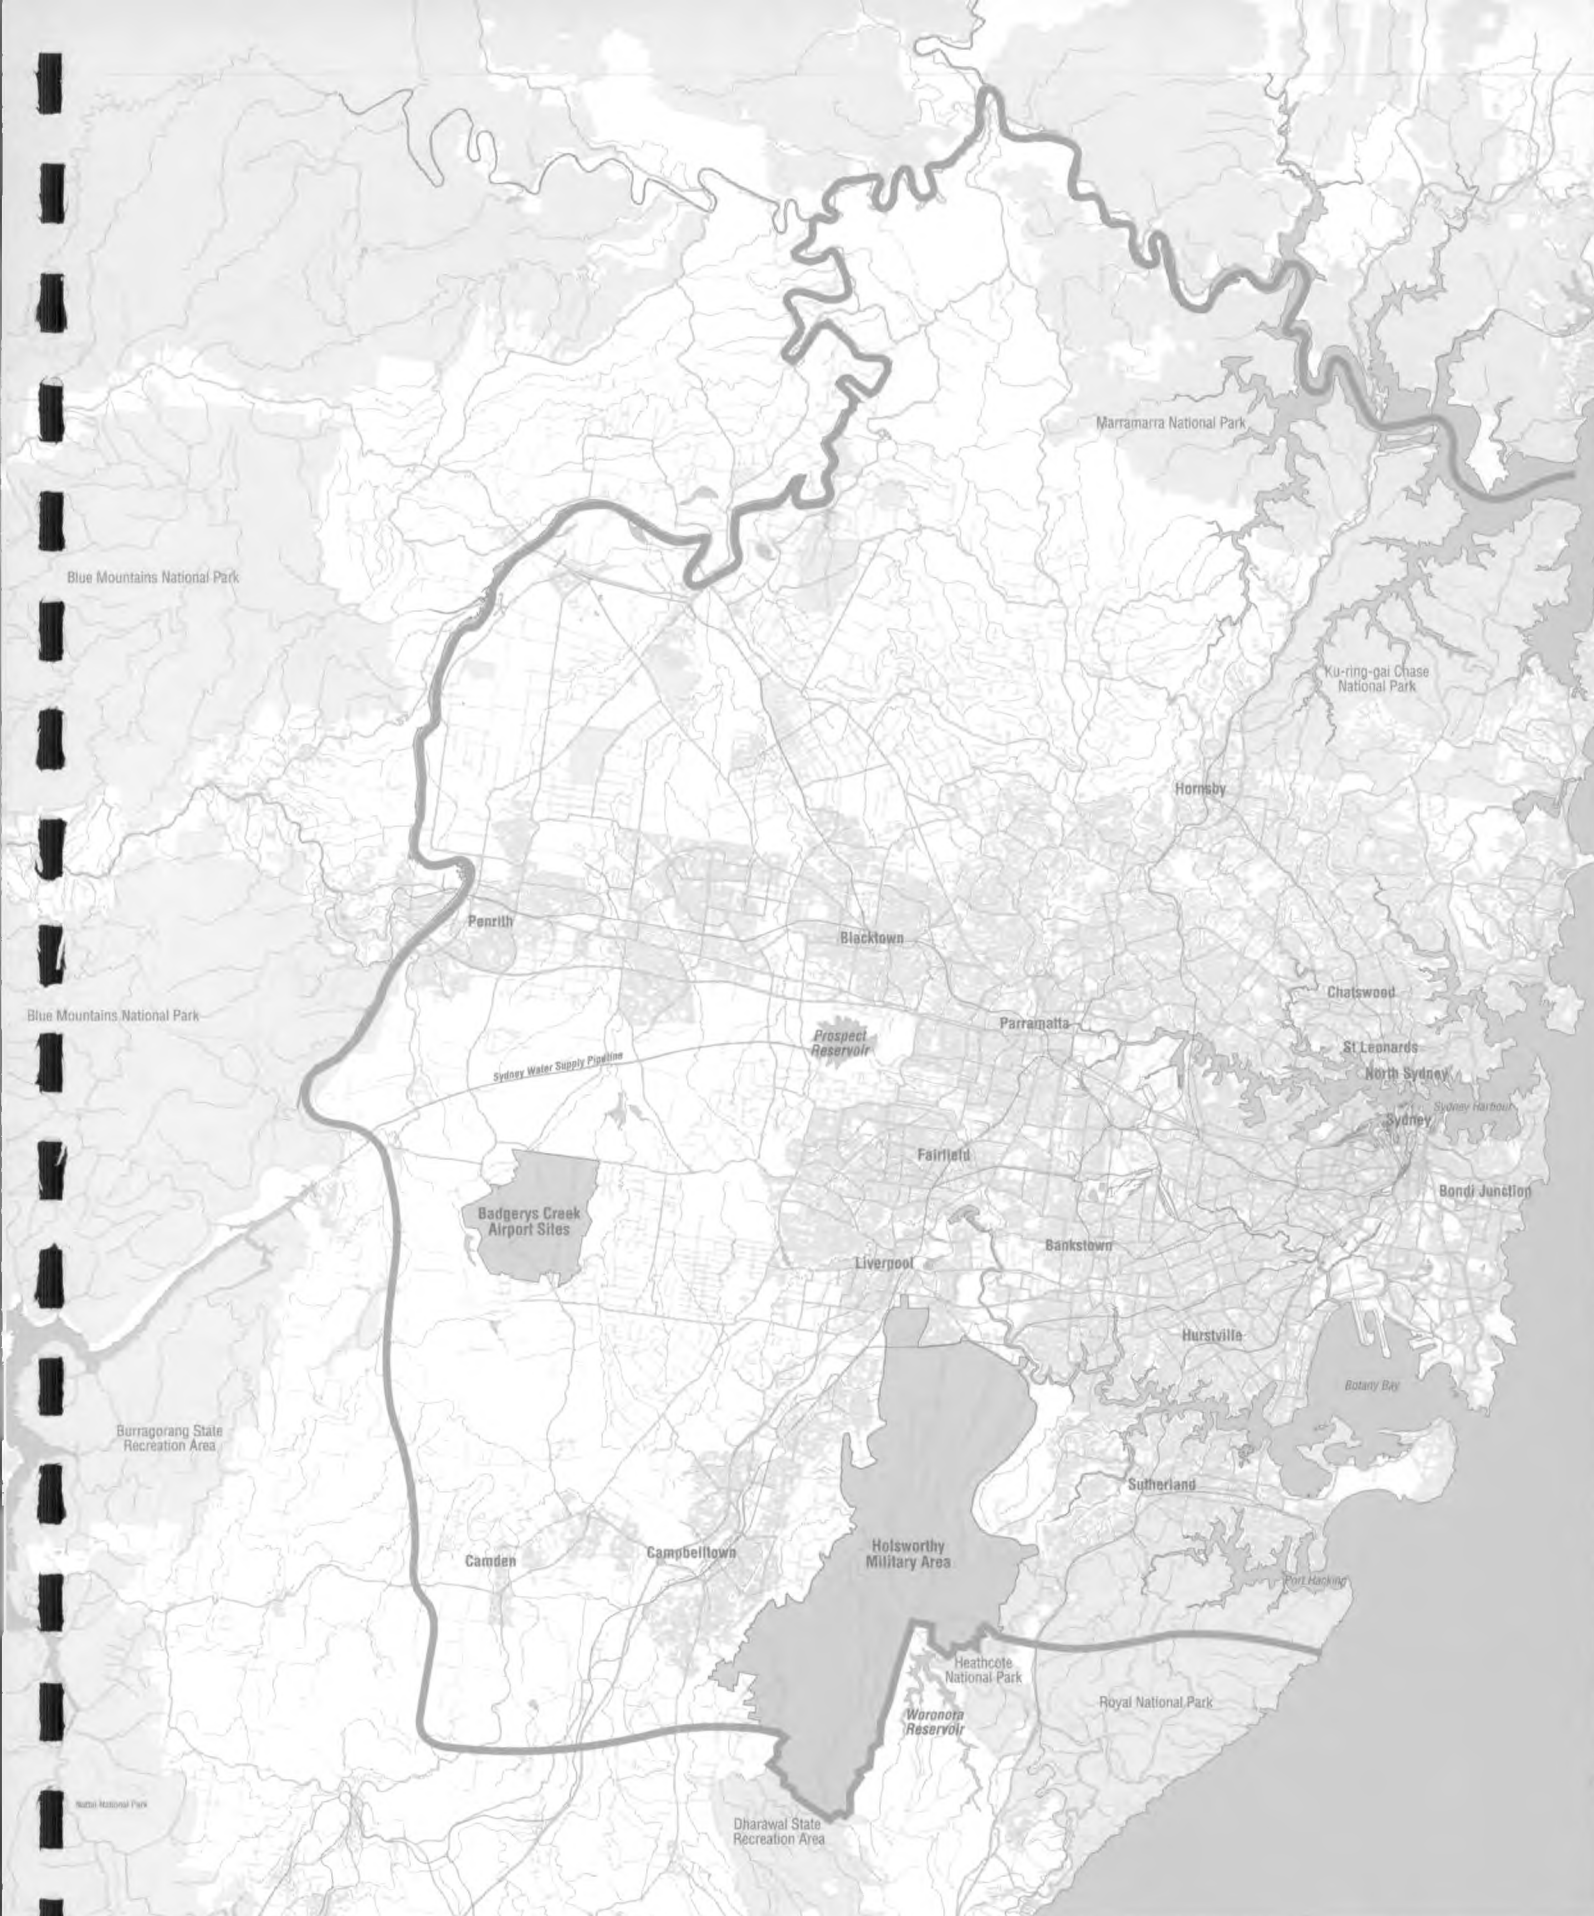 Marramarra National Park
Blue Mountains National Park
Ku-ring-gai Chase
National Park
Hornsby
Penrith
Blacktown
Chatswood
Blue Mountains National Park
Parramatta
Prospect
Reservoir
St Leonards
Sydney Water Supply Pipeline
North Sydney
Sydney Harbour
Sydney
Fairfield
Bondi Junction
Badgerys Creek
Airport Sites
Bankstown
Liverpool
Hurstville
Botany Bay
Burragorang State
Recreation Area
Sutherland
Holsworthy
Military Area
Campbelltown
Camden
Port Hacking
Heathcote
National Park
Royal National Park
Woronora
Reservoir
Nattai National Park
Dharawal State
Recreation Area